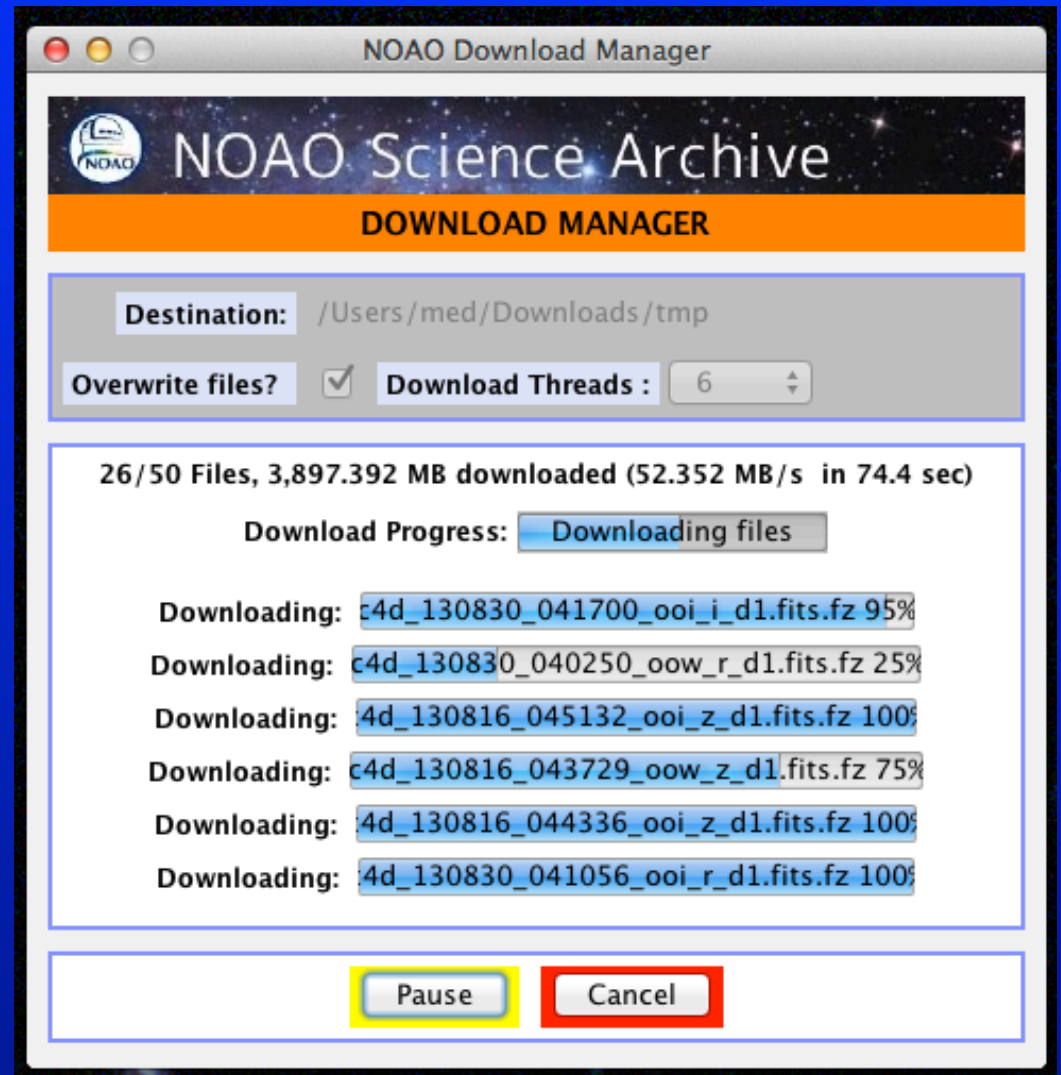 NOAO Download Manager
NOAO
NOAO Science Archive
DOWNLOAD MANAGER
Destination: /Users/med/Downloads/tmp
Overwrite files? Download Threads : 6
26/50 Files, 3,897.392 MB downloaded (52.352 MB/s in 74.4 sec)
Download Progress: Downloading files
Downloading: c4d_130830_041700_ooi_i_d1.fits.fz 95%
Downloading: c4d_130830_040250_oow_r_d1.fits.fz 25%
Downloading: 4d_130816_045132_ooi_z_d1.fits.fz 100%
Downloading: c4d_130816_043729_oow_z_d1.fits.fz 75%
Downloading: 4d_130816_044336_ooi_z_d1.fits.fz 100%
Downloading: 4d_130830_041056_ooi_r_d1.fits.fz 100%
Pause Cancel